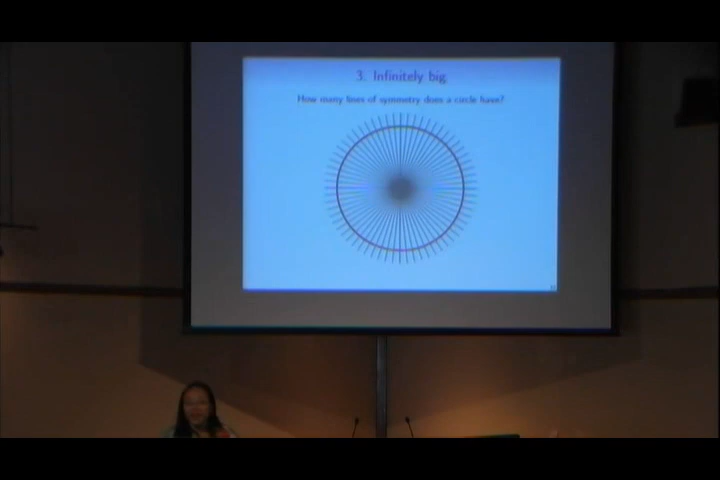 3. Infinitely big
How many lines of symmetry does a circle have?